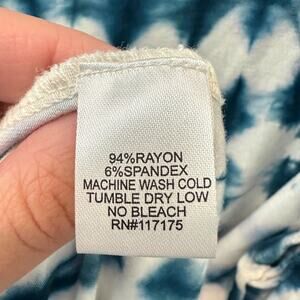 94%RAYON
6%SPANDEX
MACHINE WASH COLD
TUMBLE DRY LOW
NO BLEACH
RN#117175